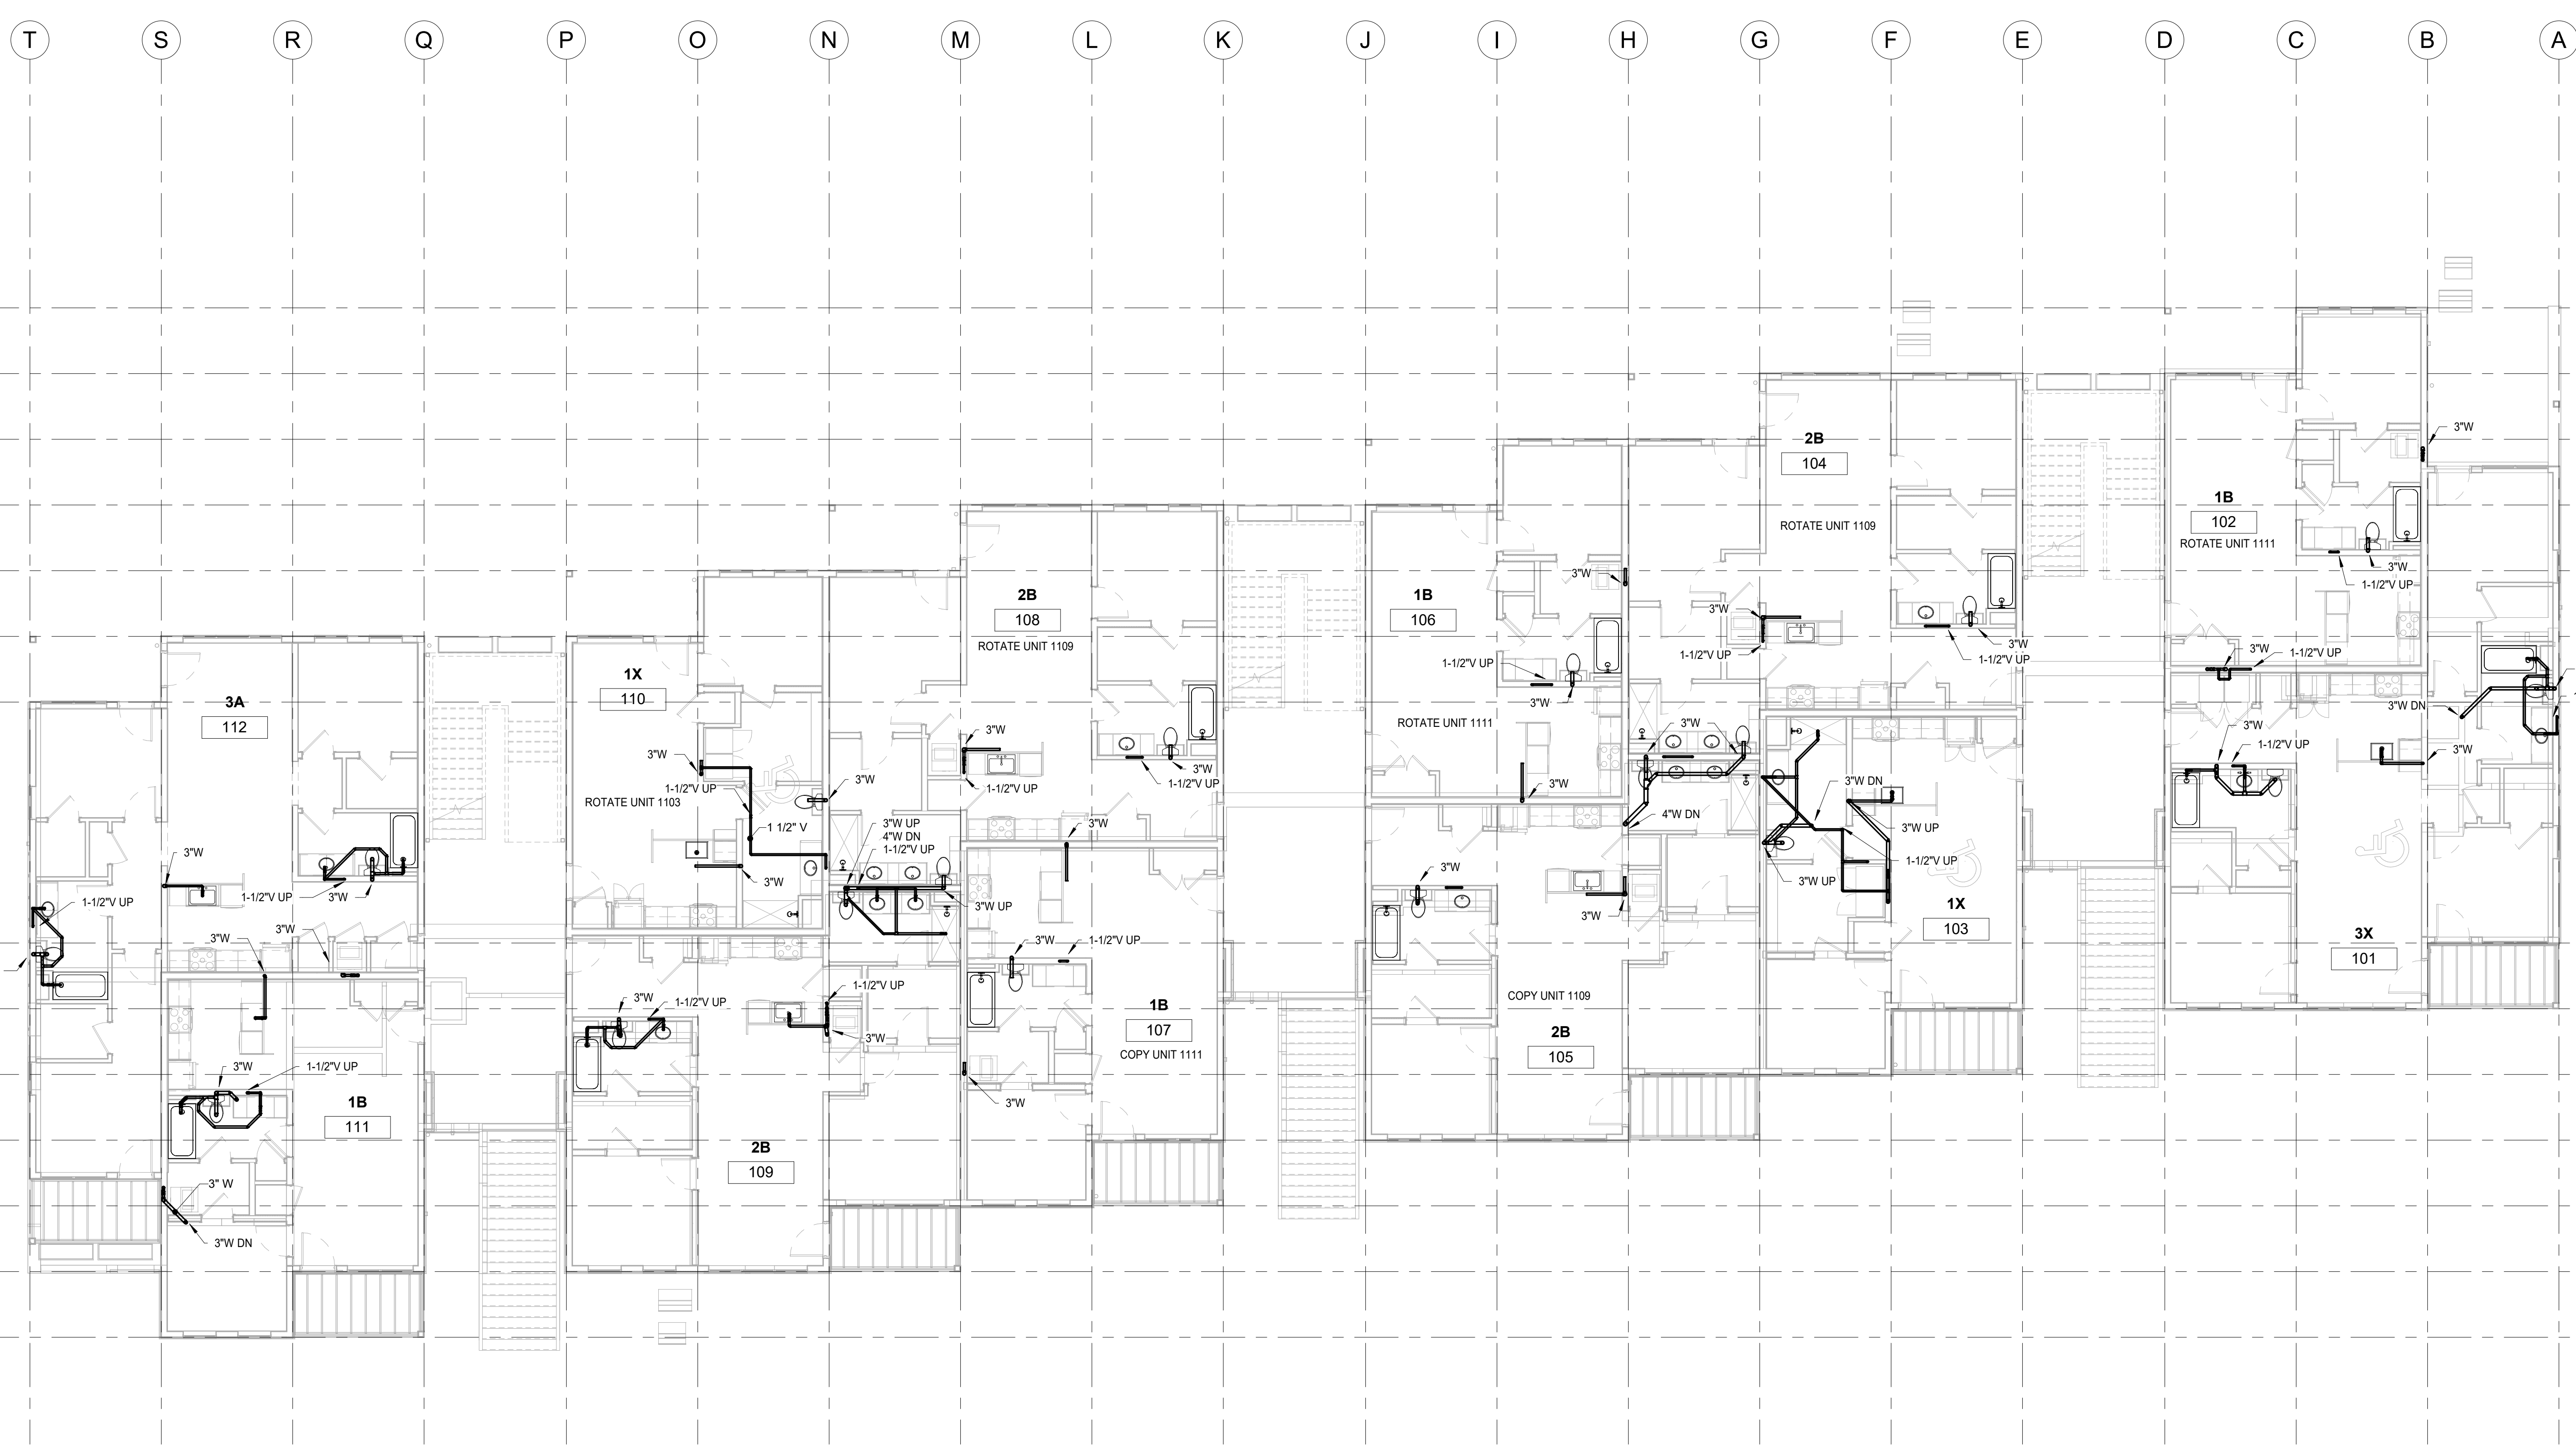 T S R Q P O N M L K J I H G F E D C B A
3"W
2B
104
1B
102
ROTATE UNIT 1111
ROTATE UNIT 1109
3"W
1-1/2"V UP
3"W
1B
106
2B
108
ROTATE UNIT 1109
3"W
1-1/2"V UP
3"W
1-1/2"V UP
3"W
1-1/2"V UP
1-1/2"V UP
3"W
ROTATE UNIT 1111
1X
110
3A
112
3"W DN
3"W
1-1/2"V UP
3"W
3"W
3"W
1-1/2"V UP
3"W
1-1/2"V UP
3"W
1-1/2"V UP
ROTATE UNIT 1103
3"W
3"W
3"W
4"W DN
3"W DN
3"W UP
1-1/2"V UP
3"W UP
1 1/2" V
3"W UP
4"W DN
1-1/2"V UP
3"W
3"W
3"W
1-1/2"V UP
3"W
1-1/2"V UP
3"W
3"W
3"W
3"W UP
3"W
1X
103
3X
101
3"W
3"W
3"W
1-1/2"V UP
1-1/2"V UP
3"W
1-1/2"V UP
3"W
COPY UNIT 1109
2B
105
1B
107
COPY UNIT 1111
3"W
1-1/2"V UP
3"W
1B
111
2B
109
3" W
3"W DN